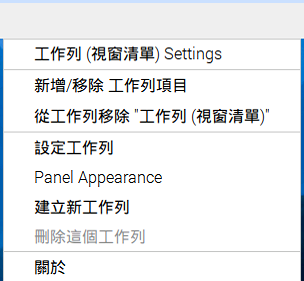 工作列 (視窗清單) Settings
新增/移除 工作列項目
從工作列移除 "工作列 (視窗清單)"
設定工作列
Panel Appearance
建立新工作列
刪除這個工作列
關於